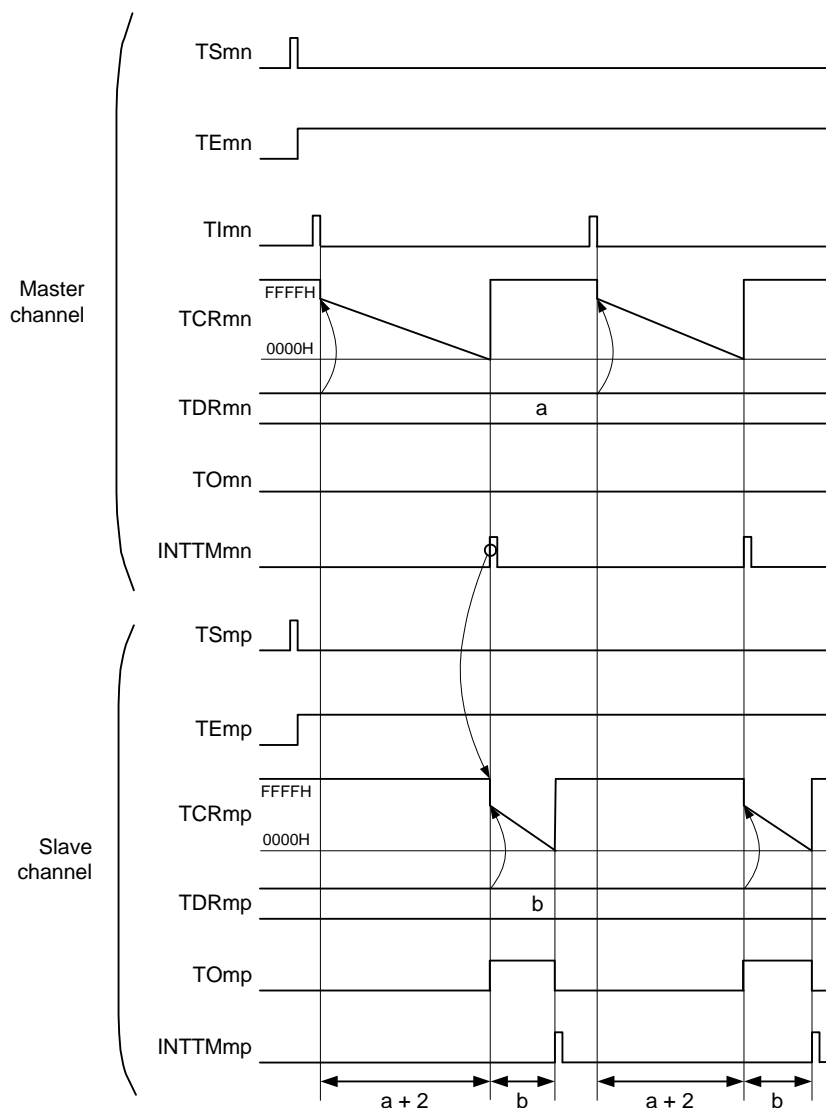 TSmn
TEmn
TImn
Master
channel
FFFFH
TCRmn
0000H
TDRmn
a
TOmn
INTTMmn
TSmp
TEmp
FFFFH
TCRmp
0000H
Slave
channel
TDRmp
b
TOmp
INTTMmp
a + 2
b
a + 2
b